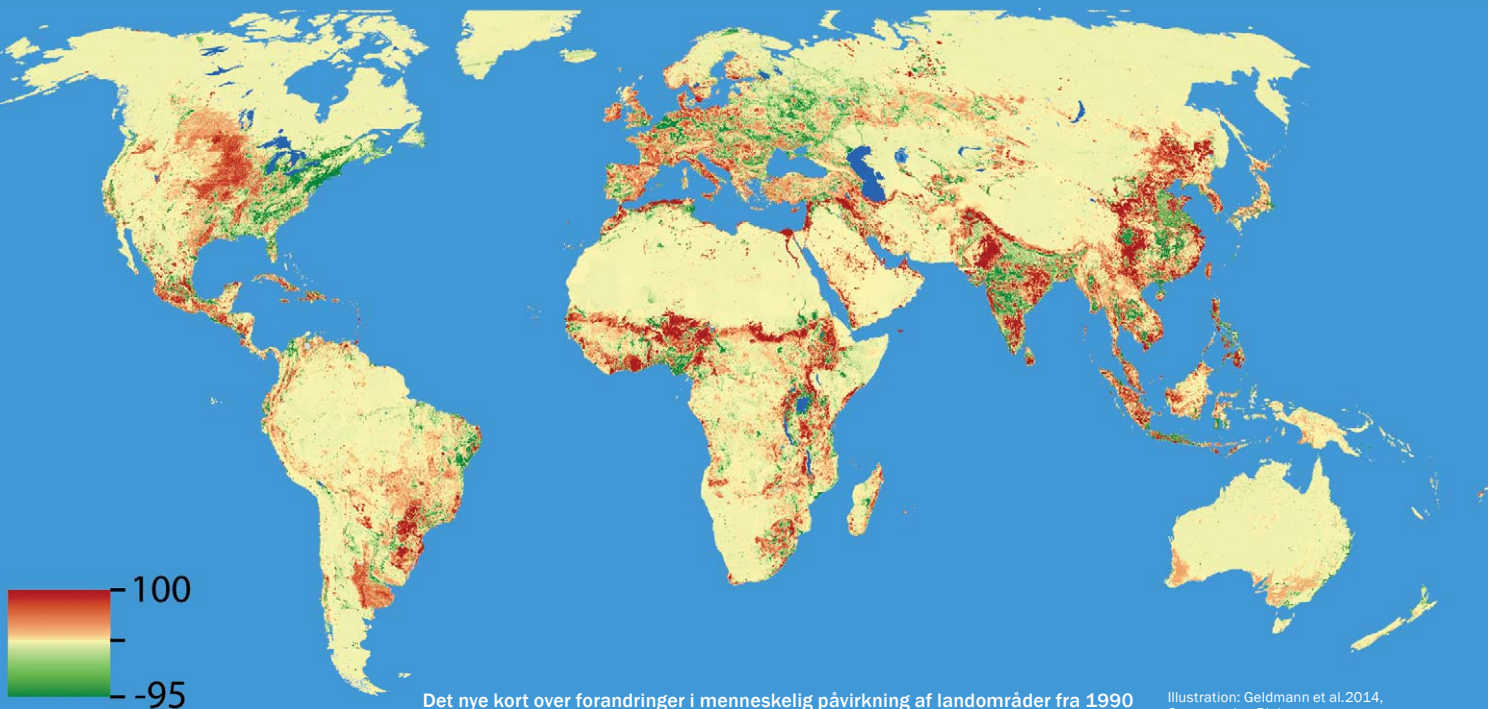 100
-95
Det nye kort over forandringer i menneskelig påvirkning af landområder fra 1990
Illustration: Geldmann et al.2014,